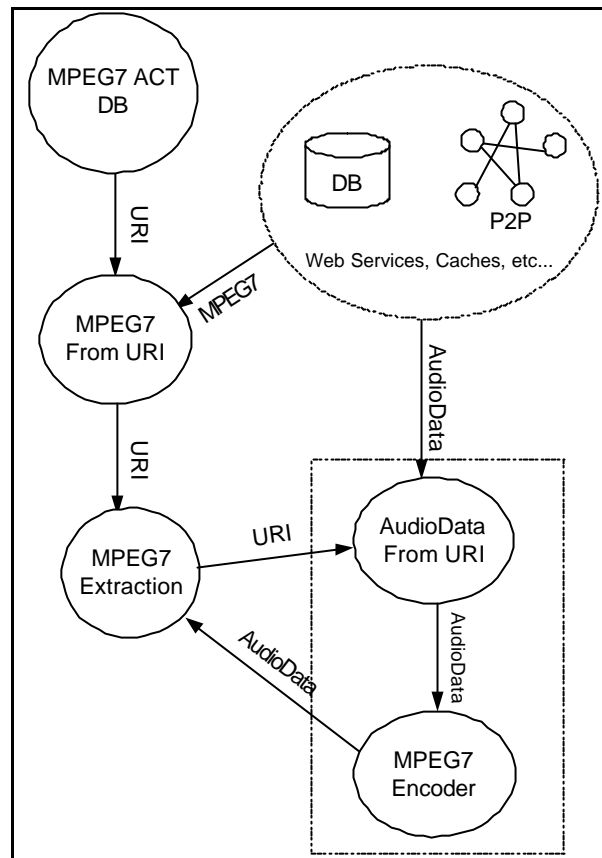 MPEG7 ACT
DB
DB
P2P
Web Services, Caches, etc...
URI
MPEG7
MPEG7
From URI
AudioData
URI
MPEG7
Extraction
URI
AudioData
From URI
AudioData
AudioData
MPEG7
Encoder